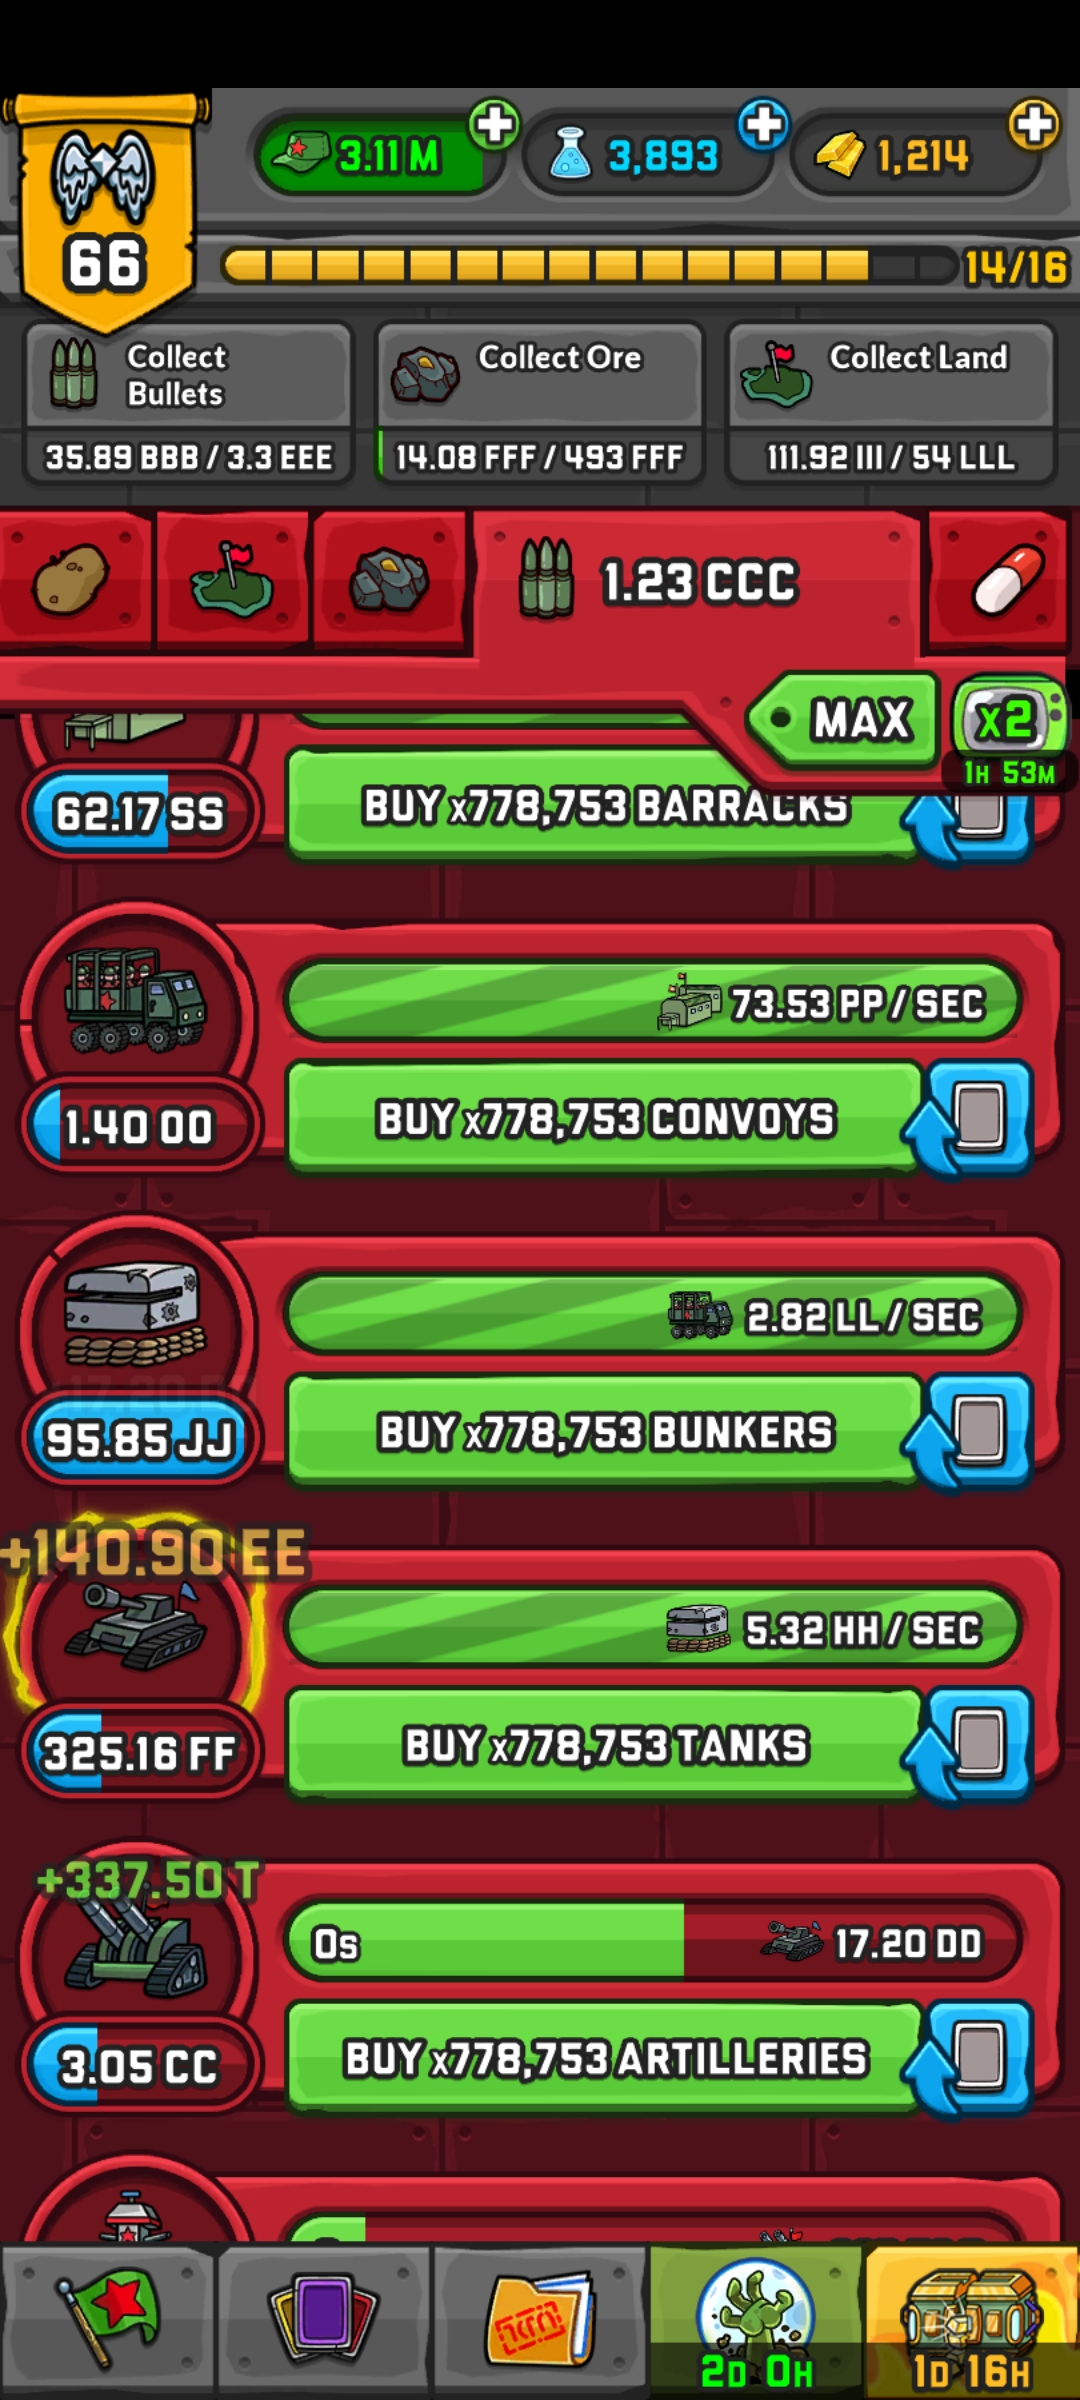 3.11 M
3,893
1,214
66
14/16
Collect
Bullets
Collect Ore
Collect Land
35.89 BBB / 3.3 EEE
14.08 FFF / 493 FFF
111.92 III / 54 LLL
1.23 CCC
MAX
x2
1H 53M
62.17 SS
BUY x778,753 BARRACKS
73.53 PP / SEC
1.40 OO
BUY x778,753 CONVOYS
2.82 LL / SEC
95.85 JJ
BUY x778,753 BUNKERS
+140.90 EE
5.32 HH / SEC
325.16 FF
BUY x778,753 TANKS
+337.50 T
0s
17.20 DD
3.05 CC
BUY x778,753 ARTILLERIES
2D 0H
1D 16H